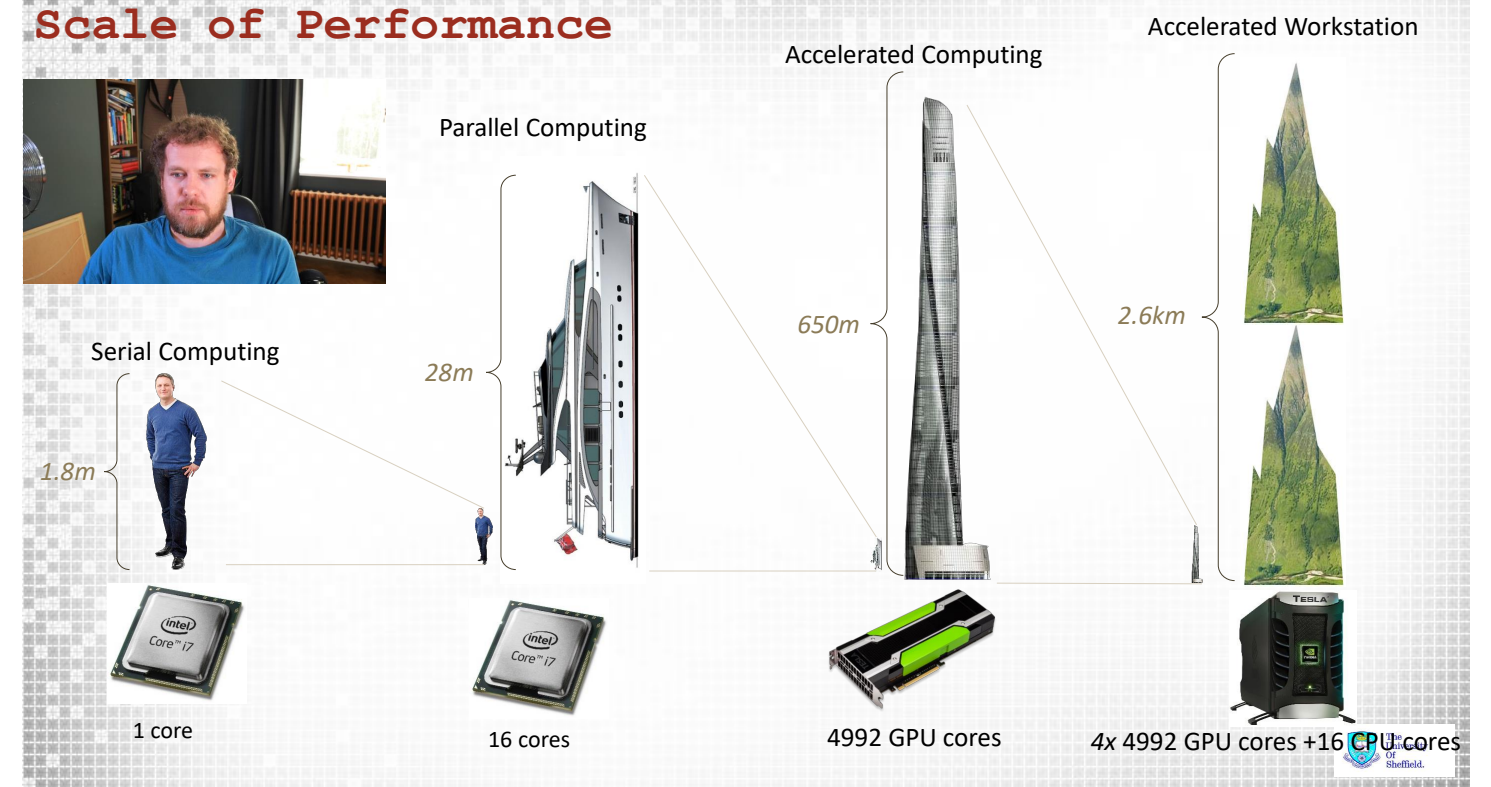 Scale of Performance
Accelerated Workstation
Accelerated Computing
Parallel Computing
Serial Computing
1.8m
28m
650m
2.6km
intel
Core™ i7
intel
Core™ i7
TESLA
1 core
16 cores
4992 GPU cores
4x 4992 GPU cores +16 CPU cores
The
University
Of
Sheffield.